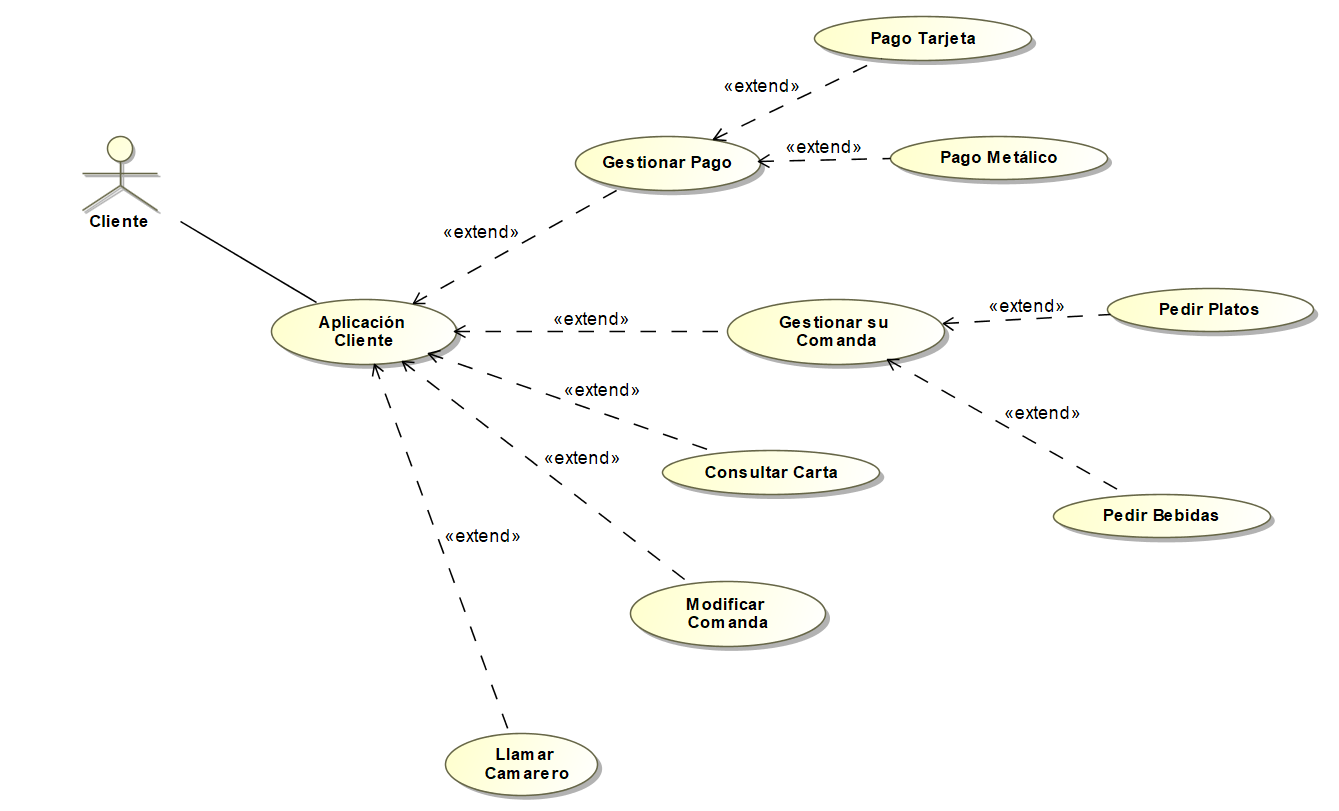 Pago Tarjeta
«extend»
«extend»
Pago Metálico
Gestionar Pago
Cliente
«extend»
Aplicación
Cliente
«extend»
Gestionar su
Comanda
«extend»
Pedir Platos
«extend»
«extend»
Consultar Carta
«extend»
Pedir Bebidas
«extend»
Modificar
Comanda
Llamar
Camarero